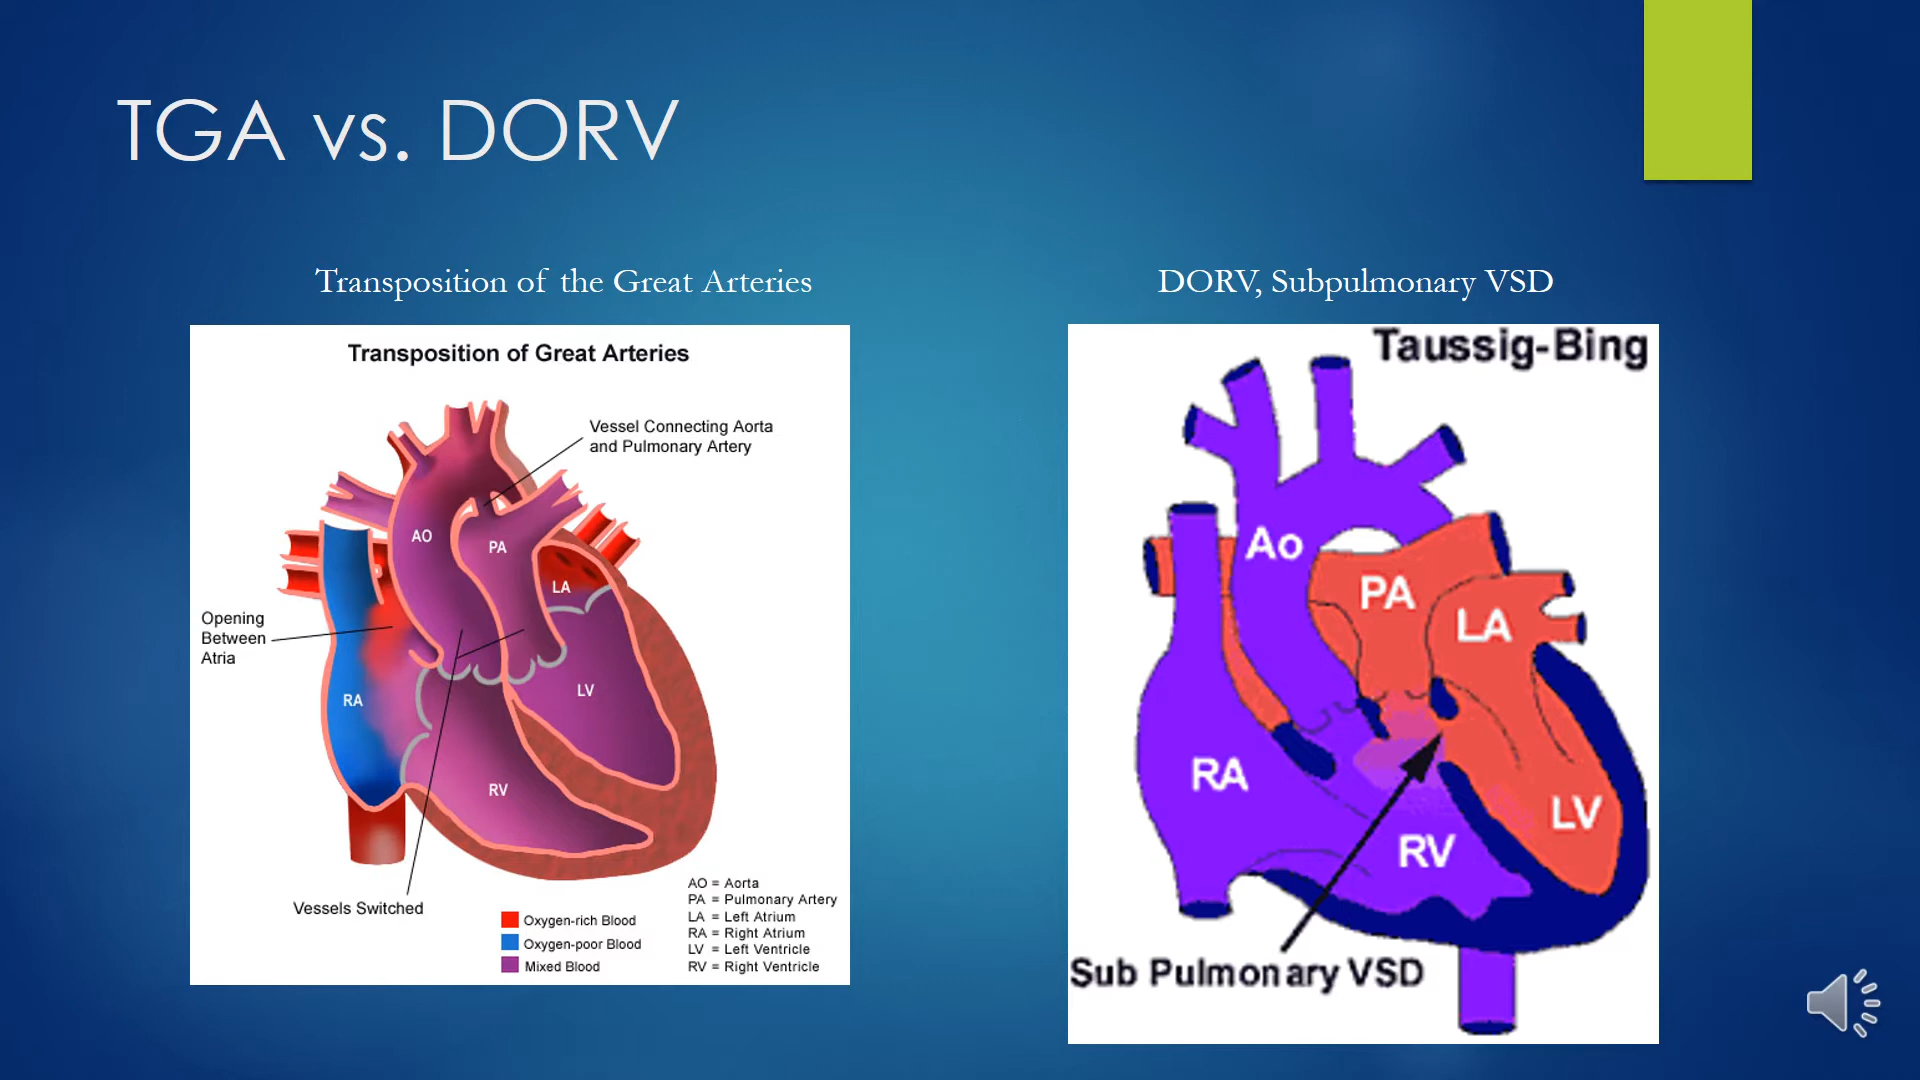 TGA vs. DORV
Transposition of the Great Arteries
Transposition of Great Arteries
Vessel Connecting Aorta
and Pulmonary Artery
AO
PA
LA
Opening
Between
Atria
RA
LV
RV
Vessels Switched
Oxygen-rich Blood
Oxygen-poor Blood
Mixed Blood
AO = Aorta
PA = Pulmonary Artery
LA = Left Atrium
RA = Right Atrium
LV = Left Ventricle
RV = Right Ventricle
DORV, Subpulmonary VSD
Taussig-Bing
Ao
PA
LA
RA
LV
RV
Sub Pulmonary VSD